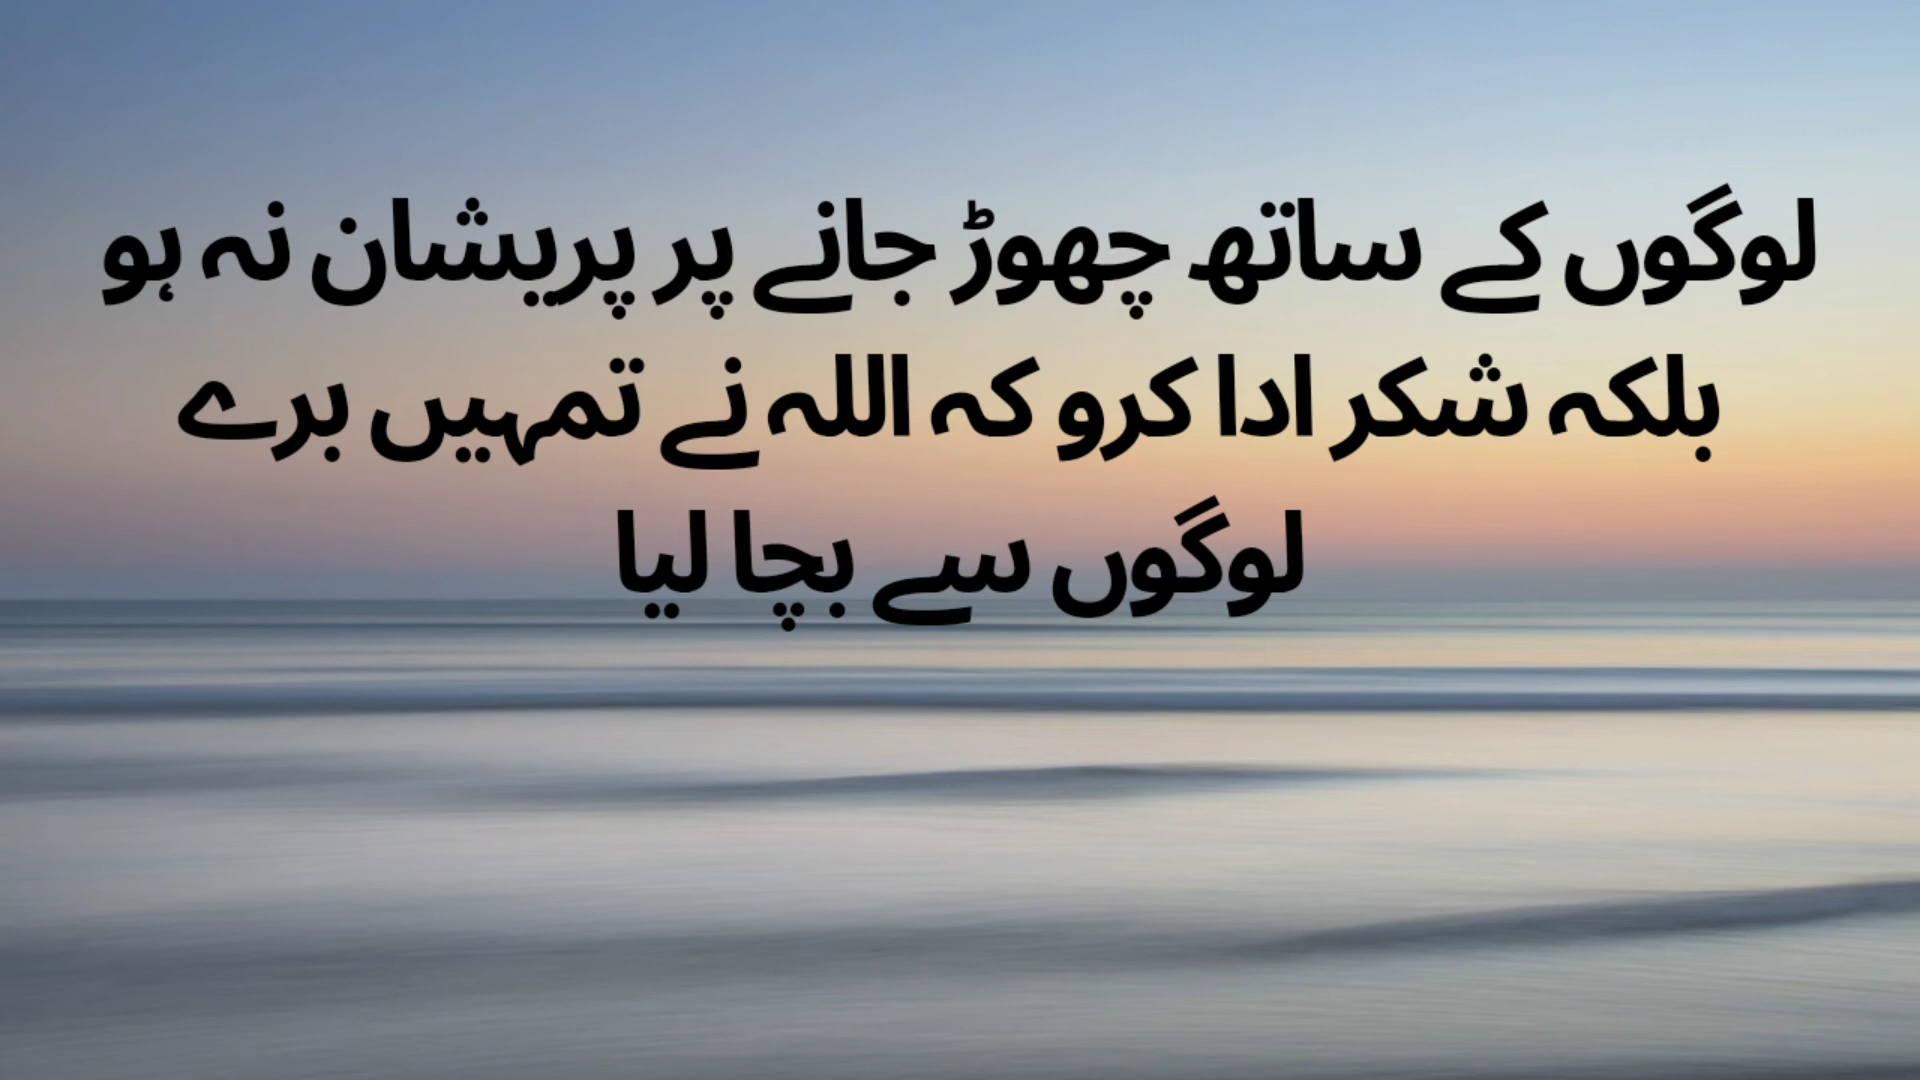 لوگوں کے ساتھ چھوڑ جانے پر پریشان نہ ہو
بلکہ شکر ادا کرو کہ اللہ نے تمہیں برے
لوگوں سے بچا لیا